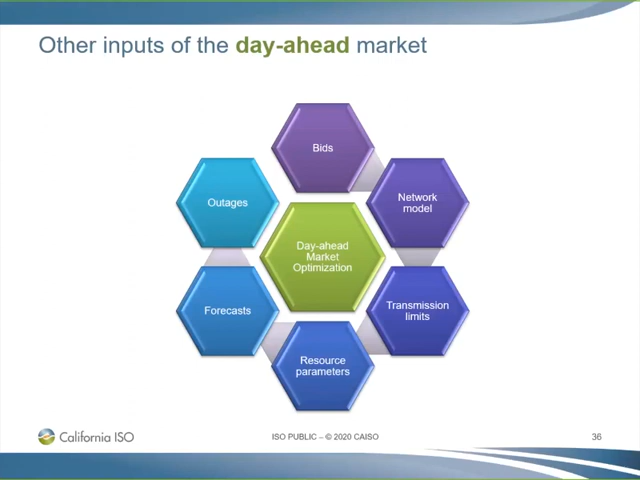 Other inputs of the day-ahead market
Bids
Outages
Network
model
Day-ahead
Market
Optimization
Forecasts
Transmission
limits
Resource
parameters
California ISO
ISO PUBLIC – © 2020 CAISO
36